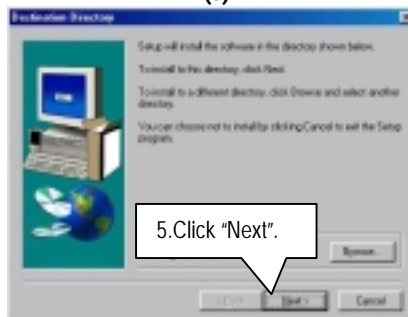 Destination Directory
Setup will install the software in the directory shown below.
To install to this directory, click Next.
To install to a different directory, click Browse and select another
directory.
You can choose not to install by clicking Cancel to exit the Setup
program.
5.Click “Next”.
Browse...
< Back
Next >
Cancel